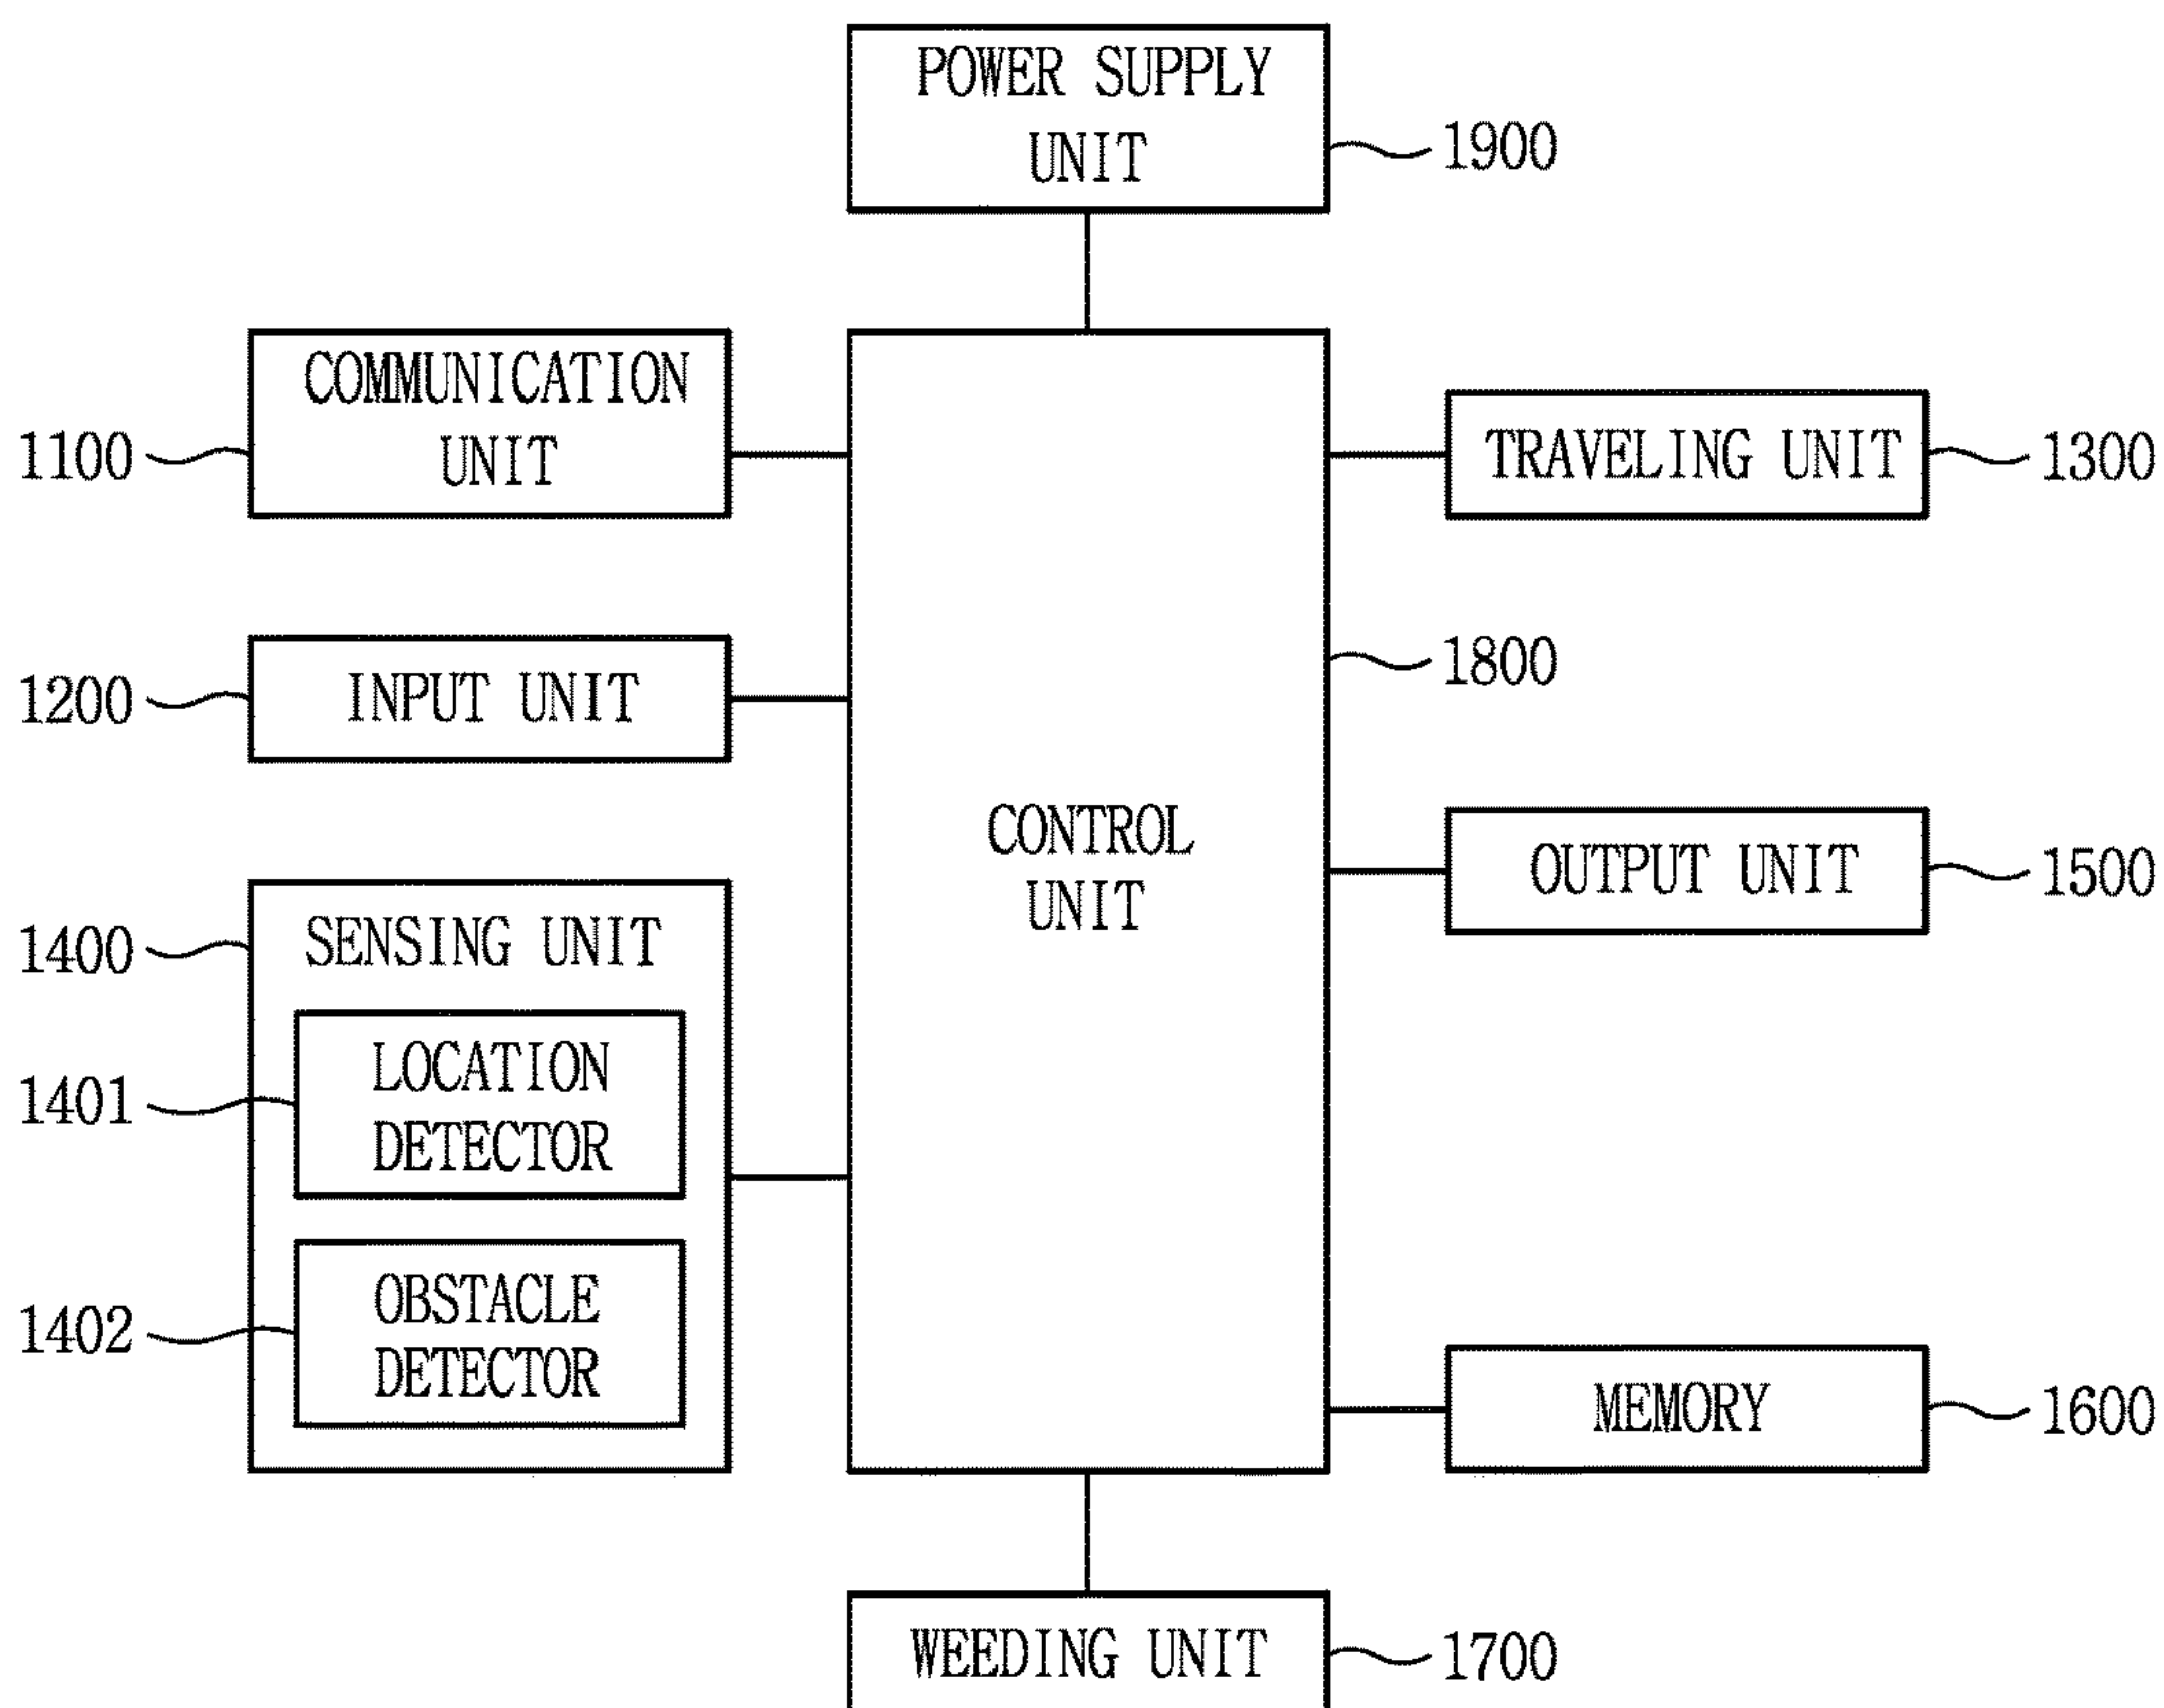 POWER SUPPLY
UNIT
1900
COMMUNICATION
UNIT
1100
TRAVELING UNIT
1300
1800
INPUT UNIT
1200
CONTROL
UNIT
OUTPUT UNIT
1500
1400
SENSING UNIT
LOCATION
DETECTOR
1401
OBSTACLE
DETECTOR
1402
MEMORY
1600
WEEDING UNIT
1700